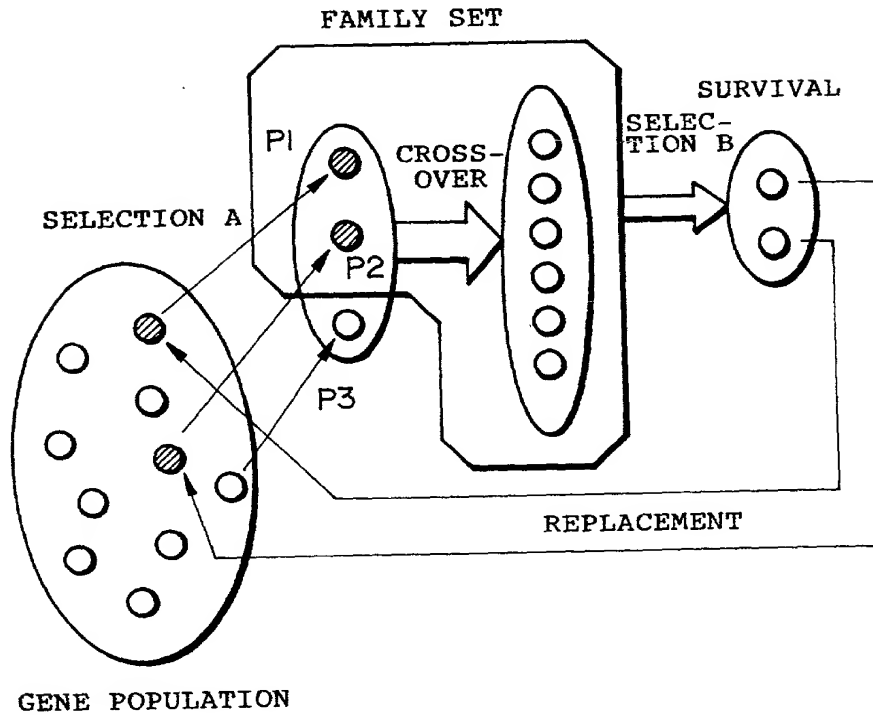 FAMILY SET
SURVIVAL
P1
CROSS-
OVER
SELEC-
TION B
SELECTION A
P2
P3
REPLACEMENT
GENE POPULATION